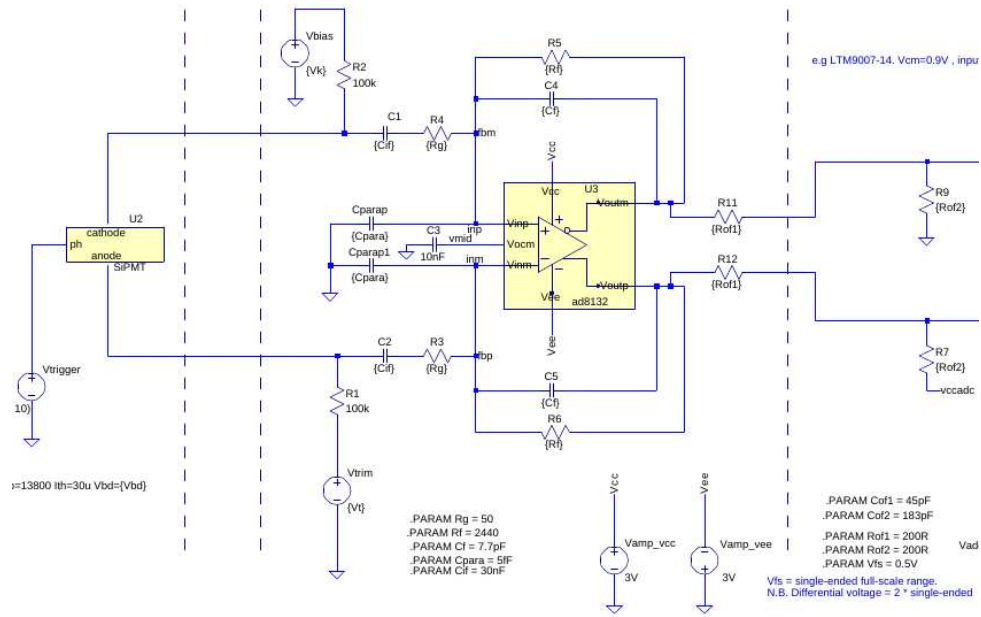 Vbias
{Vk}
R2
100k
C1
{Cif}
R4
{Rg}
fbm
R5
{Rf}
C4
{Cf}
e.g LTM9007-14. Vcm=0.9V , inpu
Vcc
U3
Vcc
Voutm
R11
{Rof1}
R9
{Rof2}
U2
cathode
ph
anode
SiPMT
Cparap
{Cpara}
C3
10nF
vmid
Cparap1
{Cpara}
inp
inm
Vinp
Vocm
Vinm
Voutp
Vee
ad8132
R12
{Rof1}
C2
{Cif}
R3
{Rg}
fbp
Vee
Vtrigger
10)
R1
100k
C5
{Cf}
R6
{Rf}
R7
{Rof2}
vccadc
=13800 Ith=30u Vbd={Vbd}
Vtrim
{Vt}
.PARAM Rg = 50
.PARAM Rf = 2440
.PARAM Cf = 7.7pF
.PARAM Cpara = 5fF
.PARAM Cif = 30nF
Vcc
Vamp_vcc
3V
Vee
Vamp_vee
3V
.PARAM Cof1 = 45pF
.PARAM Cof2 = 183pF
.PARAM Rof1 = 200R
.PARAM Rof2 = 200R
.PARAM Vfs = 0.5V
Vfs = single-ended full-scale range.
N.B. Differential voltage = 2 * single-ended